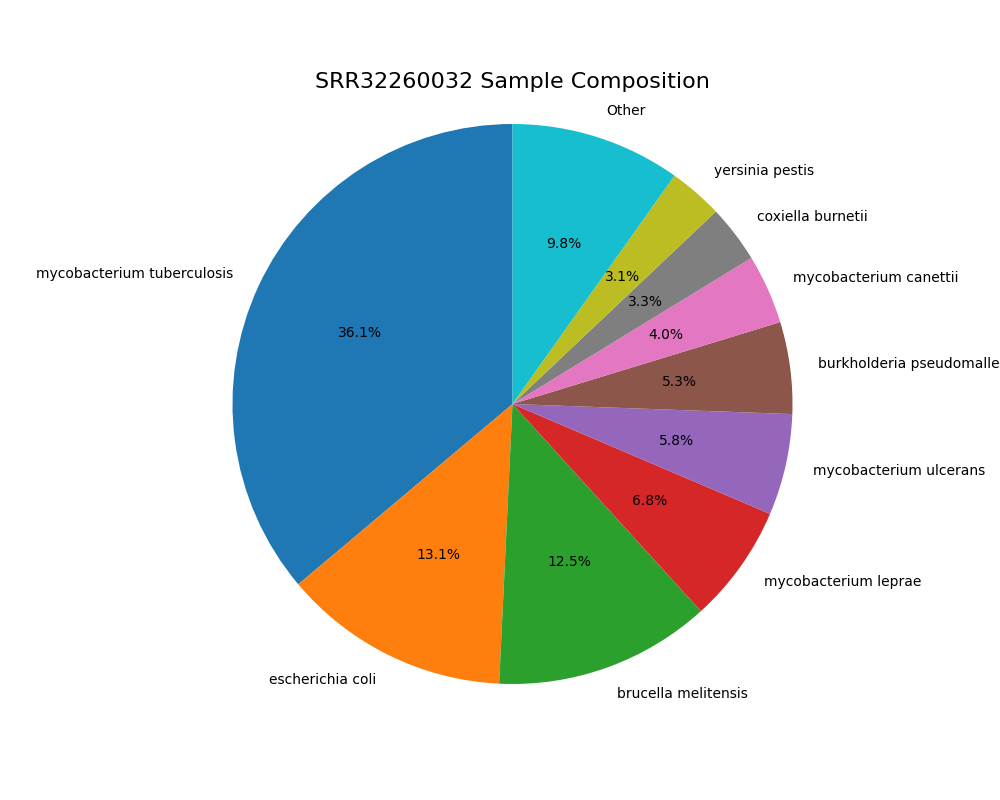 SRR32260032 Sample Composition
Other
yersinia pestis
coxiella burnetii
mycobacterium canettii
burkholderia pseudomalle
mycobacterium ulcerans
mycobacterium leprae
brucella melitensis
escherichia coli
mycobacterium tuberculosis
9.8%
3.1%
3.3%
4.0%
5.3%
5.8%
6.8%
12.5%
13.1%
36.1%